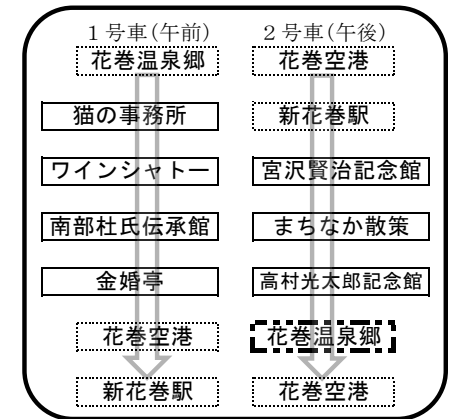 １号車(午前)
花巻温泉郷
猫の事務所
ワインシャトー
南部杜氏伝承館
金婚亭
花巻空港
新花巻駅
２号車(午後)
花巻空港
新花巻駅
宮沢賢治記念館
まちなか散策
高村光太郎記念館
花巻温泉郷
花巻空港